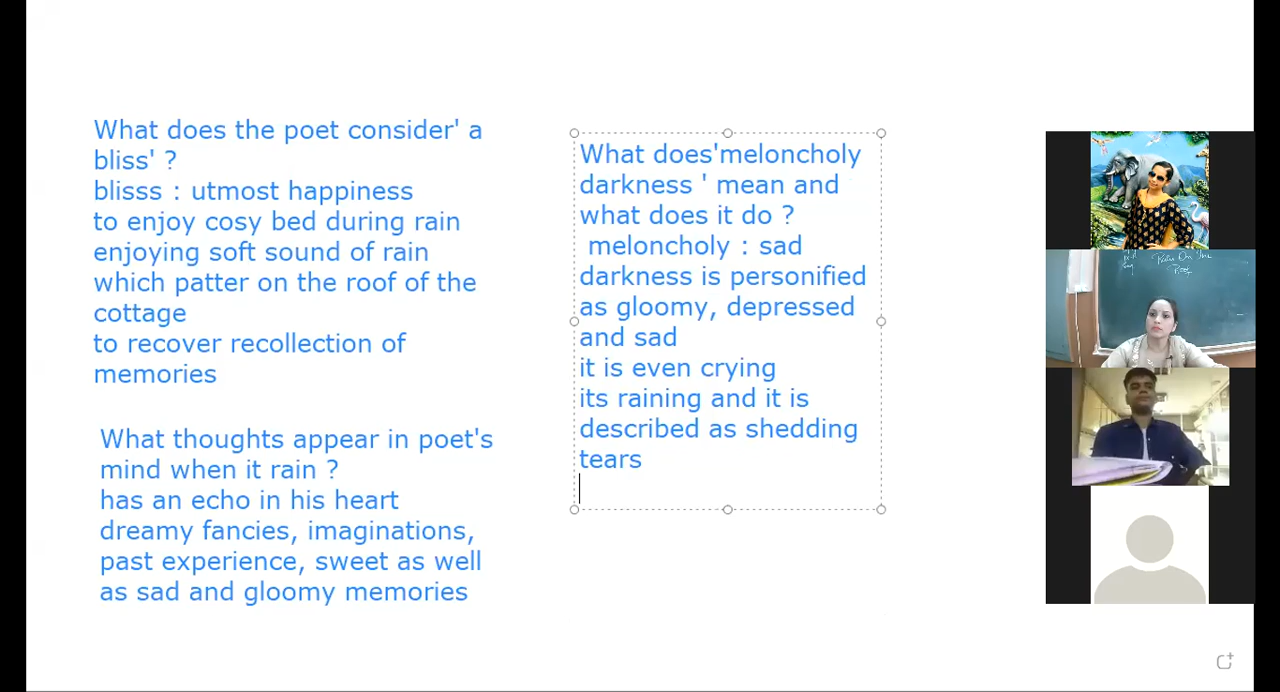 What does the poet consider' a
bliss' ?
blisss : utmost happiness
to enjoy cosy bed during rain
enjoying soft sound of rain
which patter on the roof of the
cottage
to recover recollection of
memories
What thoughts appear in poet's
mind when it rain ?
has an echo in his heart
dreamy fancies, imaginations,
past experience, sweet as well
as sad and gloomy memories
What does'meloncholy
darkness ' mean and
what does it do ?
meloncholy : sad
darkness is personified
as gloomy, depressed
and sad
it is even crying
its raining and it is
described as shedding
tears